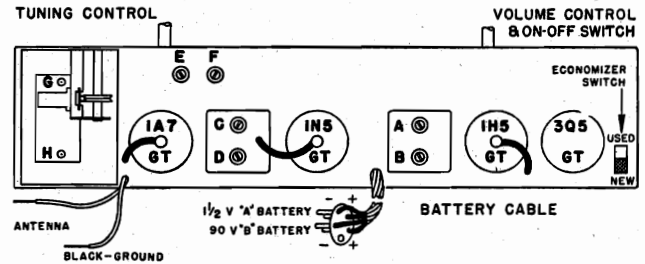 TUNING CONTROL
VOLUME CONTROL
& ON-OFF SWITCH
E F
ECONOMIZER
SWITCH
G
H
1A7
GT
C
D
1N5
GT
A
B
1H5
GT
3Q5
GT
USED
NEW
ANTENNA
BLACK-GROUND
1½ V "A" BATTERY
90 V "B" BATTERY
- +
- +
BATTERY CABLE